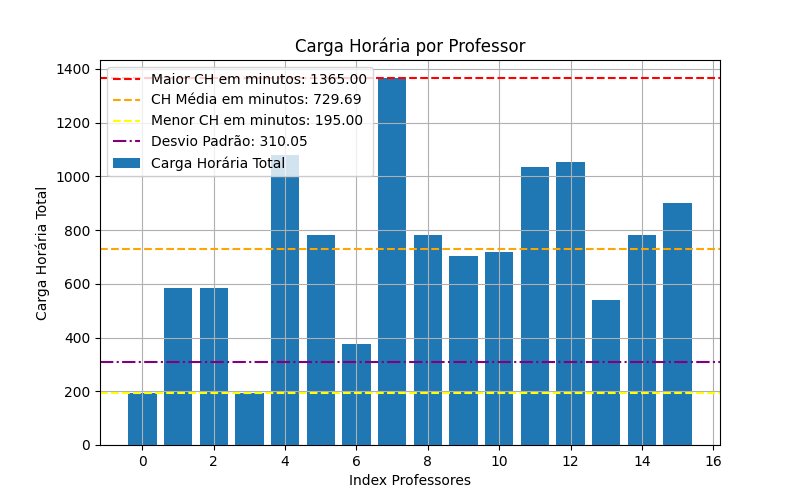 Carga Horária por Professor
Maior CH em minutos: 1365.00
CH Média em minutos: 729.69
Menor CH em minutos: 195.00
Desvio Padrão: 310.05
Carga Horária Total
Carga Horária Total
1400
1200
1000
800
600
400
200
0
0 2 4 6 8 10 12 14 16
Index Professores